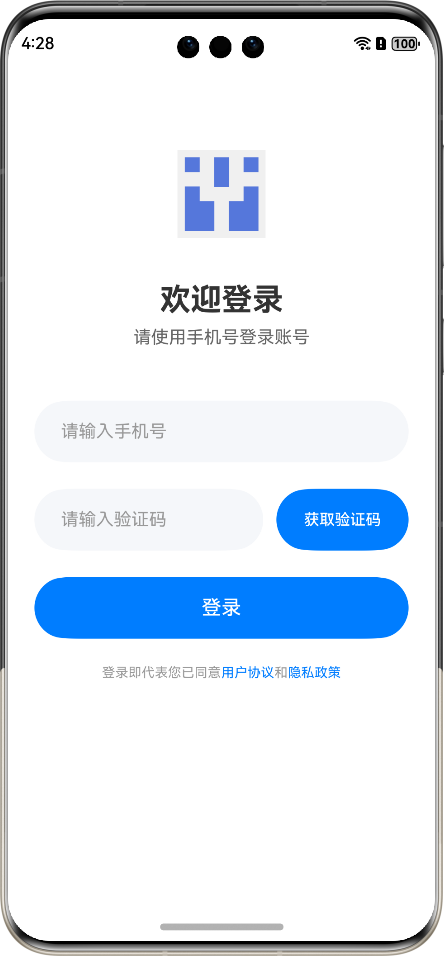 4:28
100
欢迎登录
请使用手机号登录账号
请输入手机号
请输入验证码 获取验证码
登录
登录即代表您已同意用户协议和隐私政策